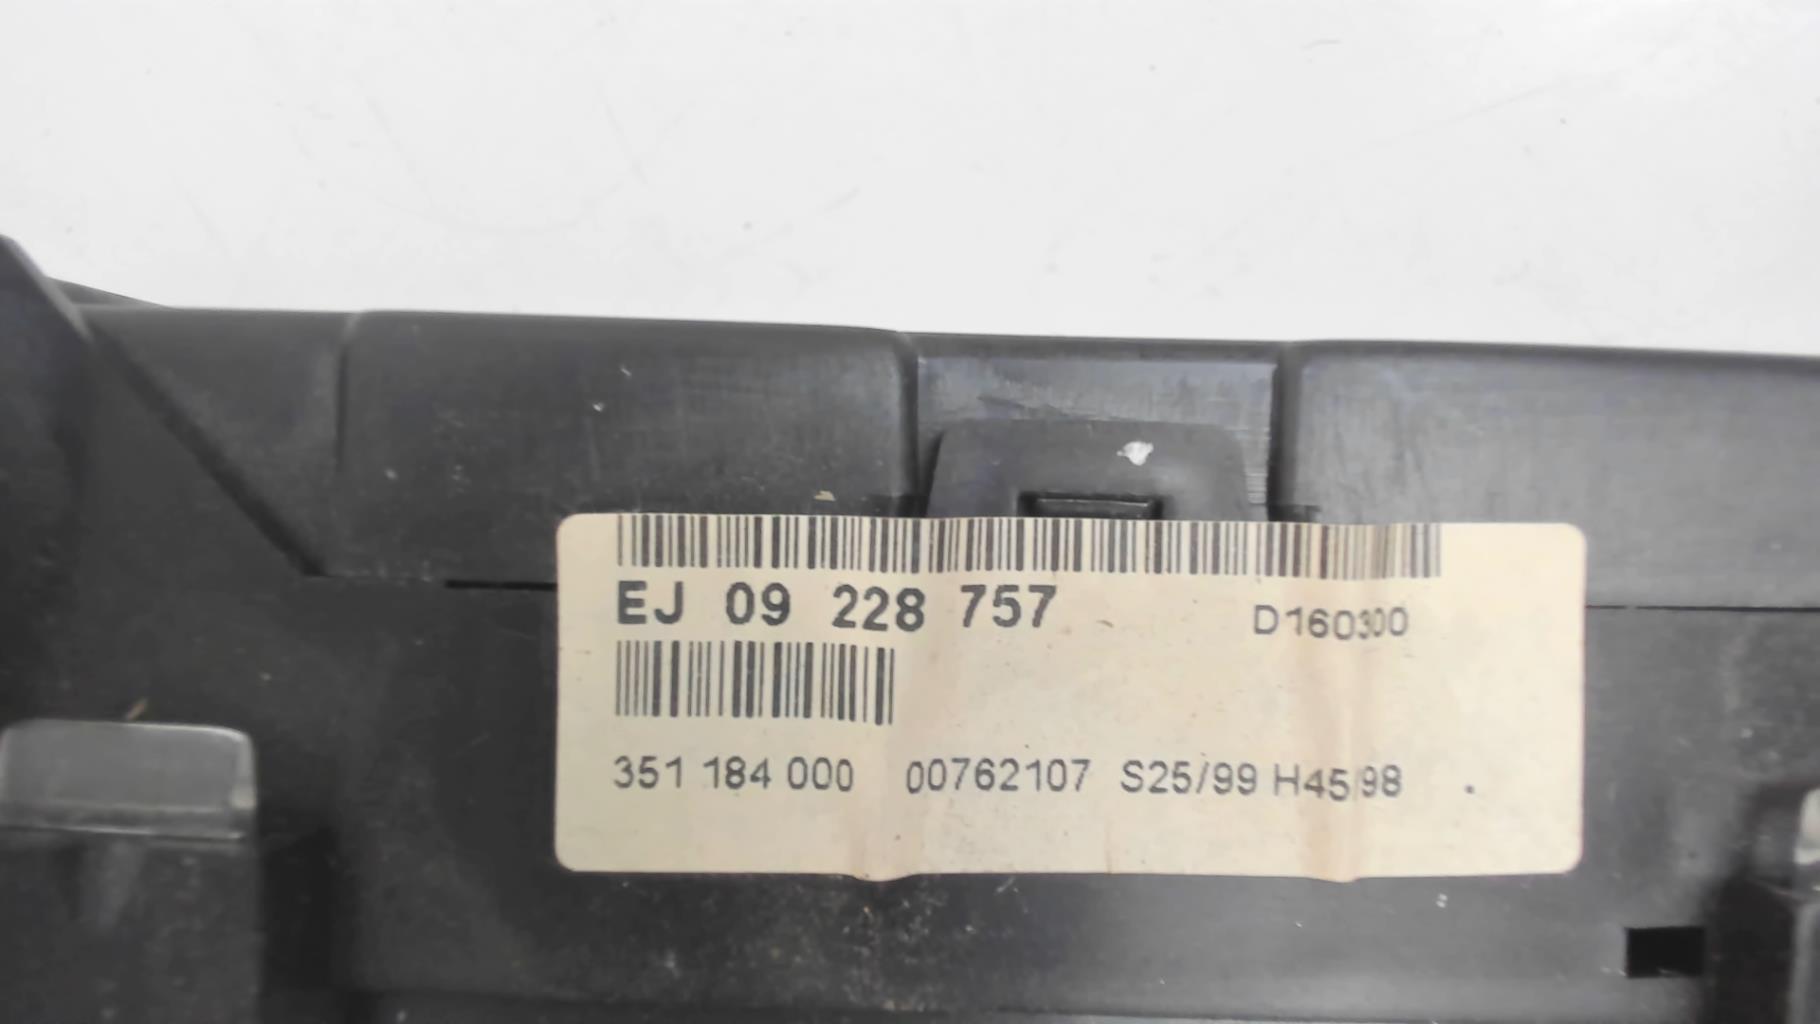 EJ 09 228 757 D160300
351 184 000 00762107 S25/99 H45/98